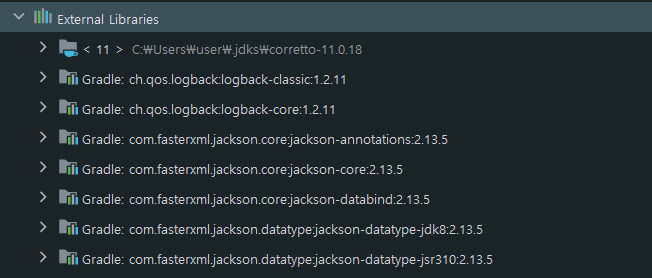 External Libraries
< 11 > C:₩Users₩user₩.jdks₩corretto-11.0.18
Gradle: ch.qos.logback:logback-classic:1.2.11
Gradle: ch.qos.logback:logback-core:1.2.11
Gradle: com.fasterxml.jackson.core:jackson-annotations:2.13.5
Gradle: com.fasterxml.jackson.core:jackson-core:2.13.5
Gradle: com.fasterxml.jackson.core:jackson-databind:2.13.5
Gradle: com.fasterxml.jackson.datatype:jackson-datatype-jdk8:2.13.5
Gradle: com.fasterxml.jackson.datatype:jackson-datatype-jsr310:2.13.5